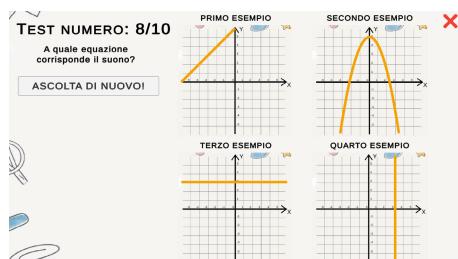 TEST NUMERO: 8/10
A quale equazione
corrisponde il suono?
ASCOLTA DI NUOVO!
PRIMO ESEMPIO
Y
X
SECONDO ESEMPIO
Y
X
TERZO ESEMPIO
Y
X
QUARTO ESEMPIO
Y
X